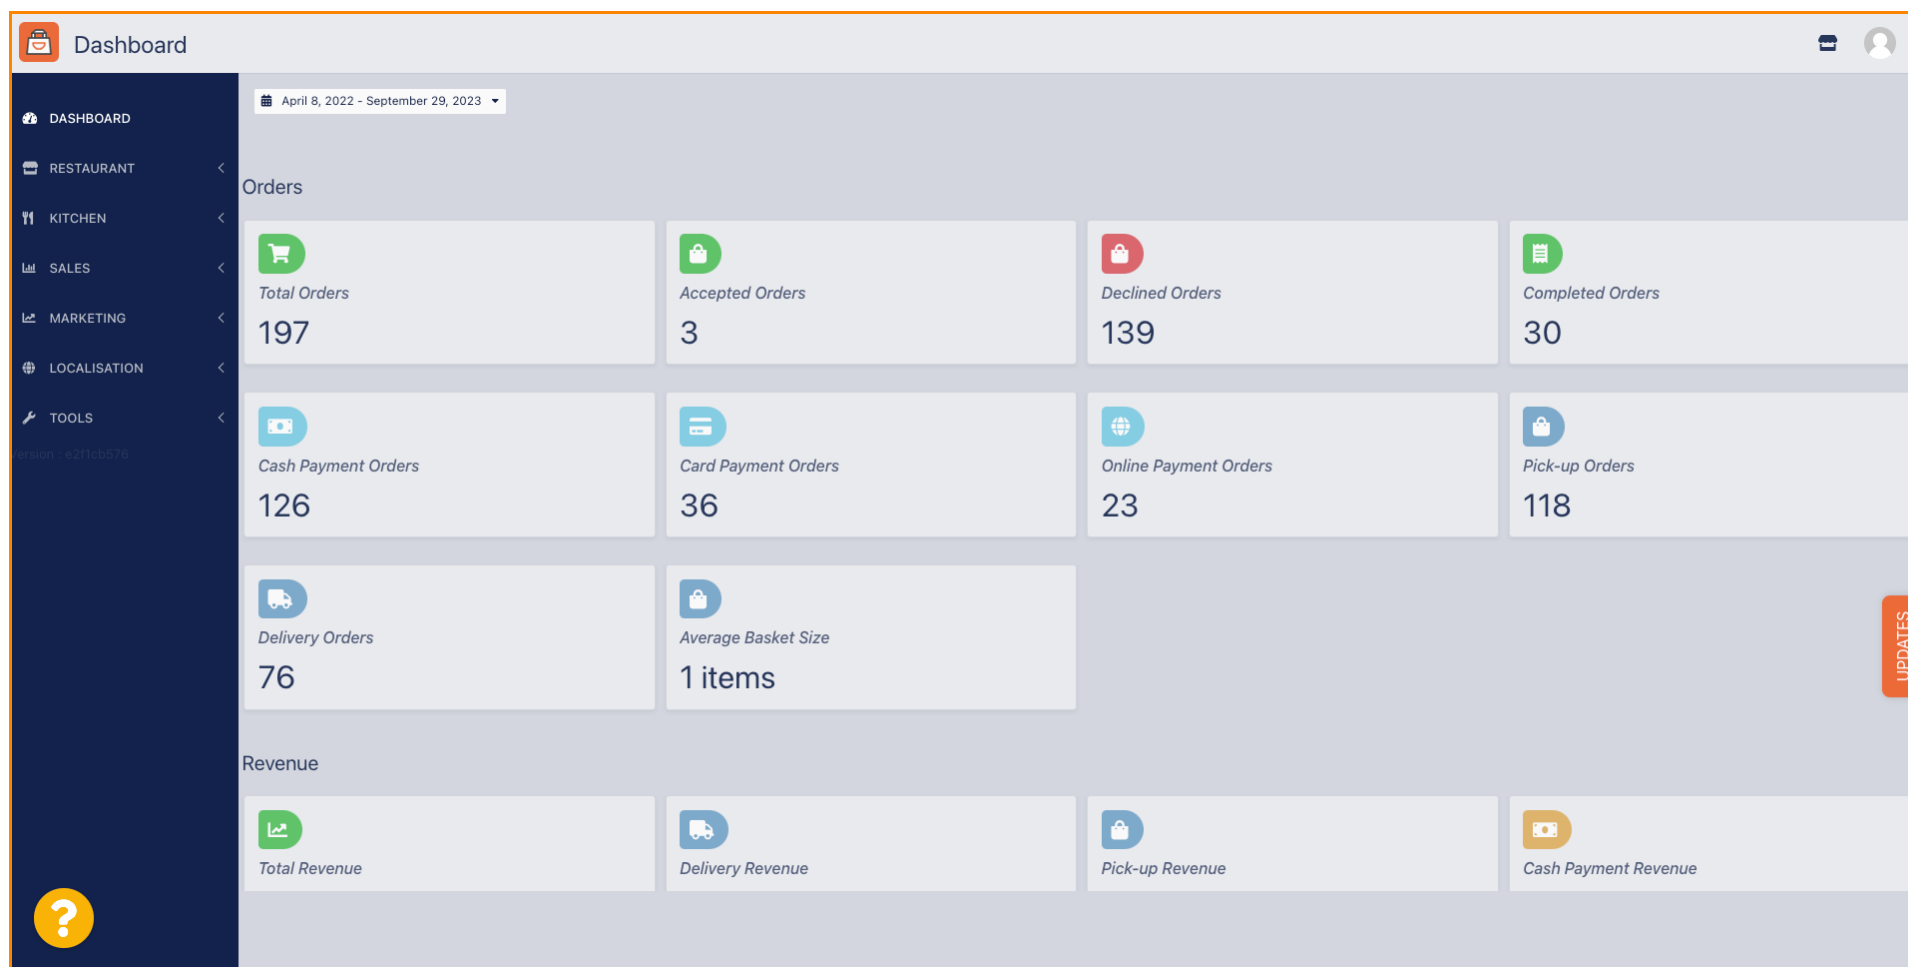 Dashboard
April 8, 2022 - September 29, 2023
DASHBOARD
RESTAURANT
KITCHEN
SALES
MARKETING
LOCALISATION
TOOLS
Version : e2f1cb576
Orders
Total Orders
197
Accepted Orders
3
Declined Orders
139
Completed Orders
30
Cash Payment Orders
126
Card Payment Orders
36
Online Payment Orders
23
Pick-up Orders
118
Delivery Orders
76
Average Basket Size
1 items
UPDATES
Revenue
Total Revenue
Delivery Revenue
Pick-up Revenue
Cash Payment Revenue
?